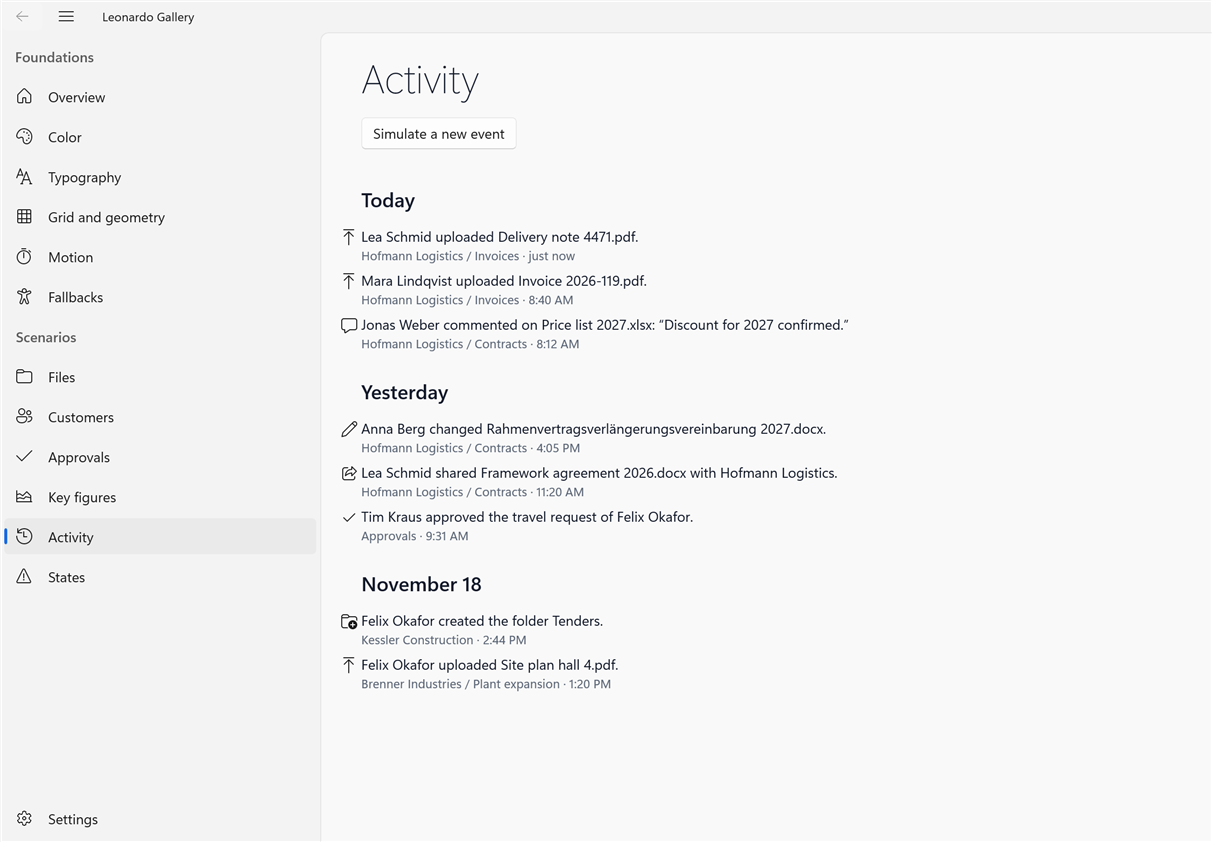 Leonardo Gallery
Foundations
Overview
Color
Typography
Grid and geometry
Motion
Fallbacks
Scenarios
Files
Customers
Approvals
Key figures
Activity
States
Settings
Activity
Simulate a new event
Today
Lea Schmid uploaded Delivery note 4471.pdf.
Hofmann Logistics / Invoices · just now
Mara Lindqvist uploaded Invoice 2026-119.pdf.
Hofmann Logistics / Invoices · 8:40 AM
Jonas Weber commented on Price list 2027.xlsx: “Discount for 2027 confirmed.”
Hofmann Logistics / Contracts · 8:12 AM
Yesterday
Anna Berg changed Rahmenvertragsverlängerungsvereinbarung 2027.docx.
Hofmann Logistics / Contracts · 4:05 PM
Lea Schmid shared Framework agreement 2026.docx with Hofmann Logistics.
Hofmann Logistics / Contracts · 11:20 AM
Tim Kraus approved the travel request of Felix Okafor.
Approvals · 9:31 AM
November 18
Felix Okafor created the folder Tenders.
Kessler Construction · 2:44 PM
Felix Okafor uploaded Site plan hall 4.pdf.
Brenner Industries / Plant expansion · 1:20 PM